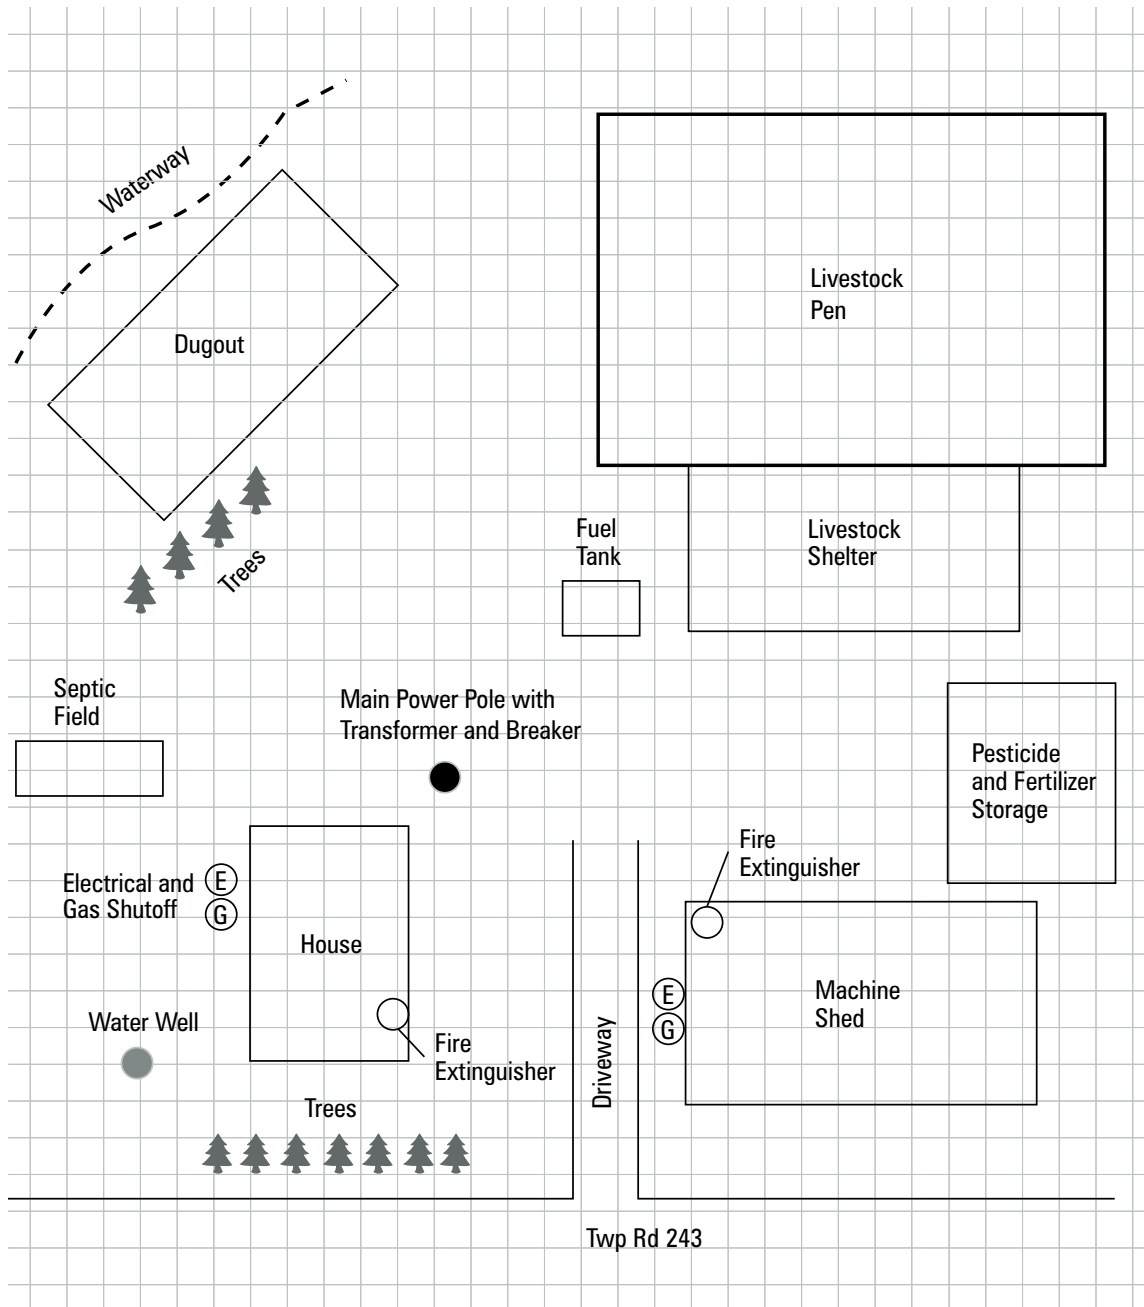 Waterway
Livestock
Pen
Dugout
Fuel
Tank
Livestock
Shelter
Trees
Septic
Field
Main Power Pole with
Transformer and Breaker
Pesticide
and Fertilizer
Storage
Fire
Extinguisher
Electrical and
Gas Shutoff
E
G
House
E
G
Machine
Shed
Water Well
Fire
Extinguisher
Driveway
Trees
Twp Rd 243